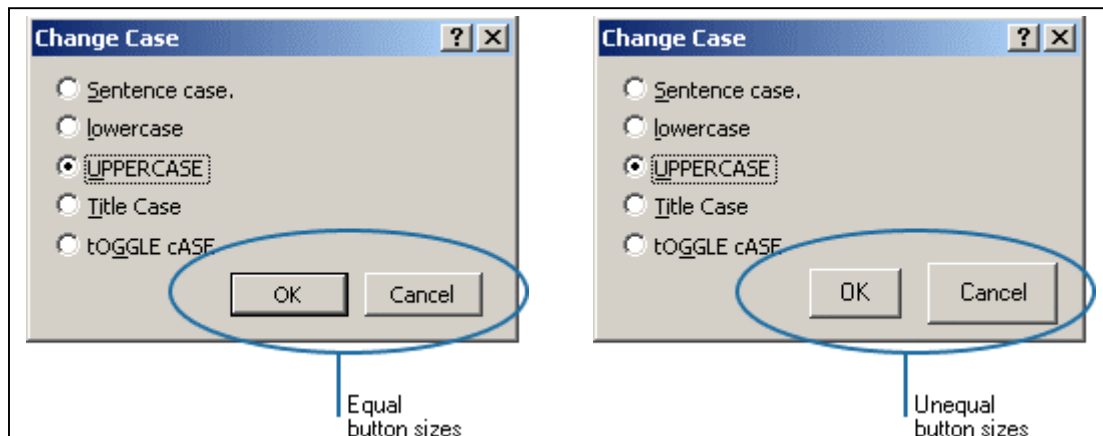 Change Case
Sentence case.
lowercase
UPPERCASE
Title Case
tOGGLE cASE
OK Cancel
Equal
button sizes
Change Case
Sentence case.
lowercase
UPPERCASE
Title Case
tOGGLE cASE
OK Cancel
Unequal
button sizes